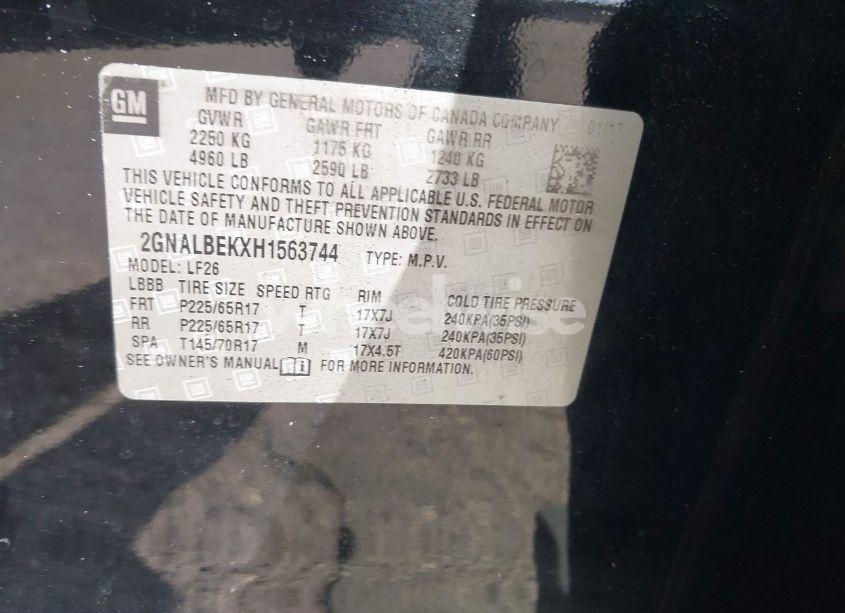 GM
MFD BY GENERAL MOTORS OF CANADA COMPANY 01/17
GVWR GAWR FRT GAWR RR
2250 KG 1175 KG 1240 KG
4960 LB 2590 LB 2733 LB
THIS VEHICLE CONFORMS TO ALL APPLICABLE U.S. FEDERAL MOTOR
VEHICLE SAFETY AND THEFT PREVENTION STANDARDS IN EFFECT ON
THE DATE OF MANUFACTURE SHOWN ABOVE.
2GNALBEKXH1563744 TYPE: M.P.V.
MODEL: LF26
LBBB TIRE SIZE SPEED RTG RIM COLD TIRE PRESSURE
FRT P225/65R17 T 17X7J 240KPA(35PSI)
RR P225/65R17 T 17X7J 240KPA(35PSI)
SPA T145/70R17 M 17X4.5T 420KPA(60PSI)
SEE OWNER'S MANUAL FOR MORE INFORMATION.